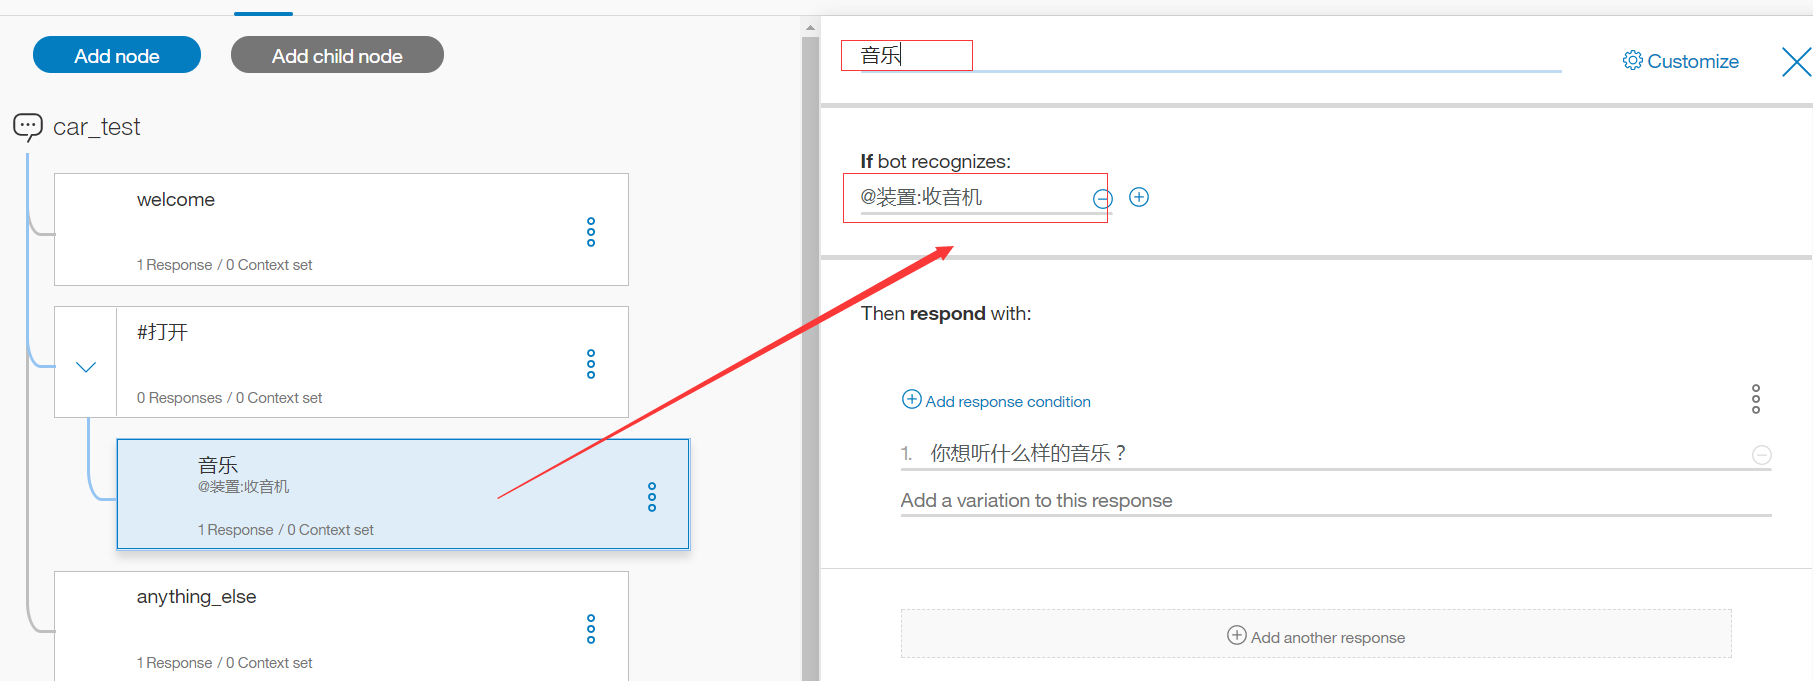 Add node
Add child node
car_test
welcome
1 Response / 0 Context set
#打开
0 Responses / 0 Context set
音乐
@装置:收音机
1 Response / 0 Context set
anything_else
1 Response / 0 Context set
音乐
Customize
If bot recognizes:
@装置:收音机
Then respond with:
Add response condition
1. 你想听什么样的音乐？
Add a variation to this response
Add another response